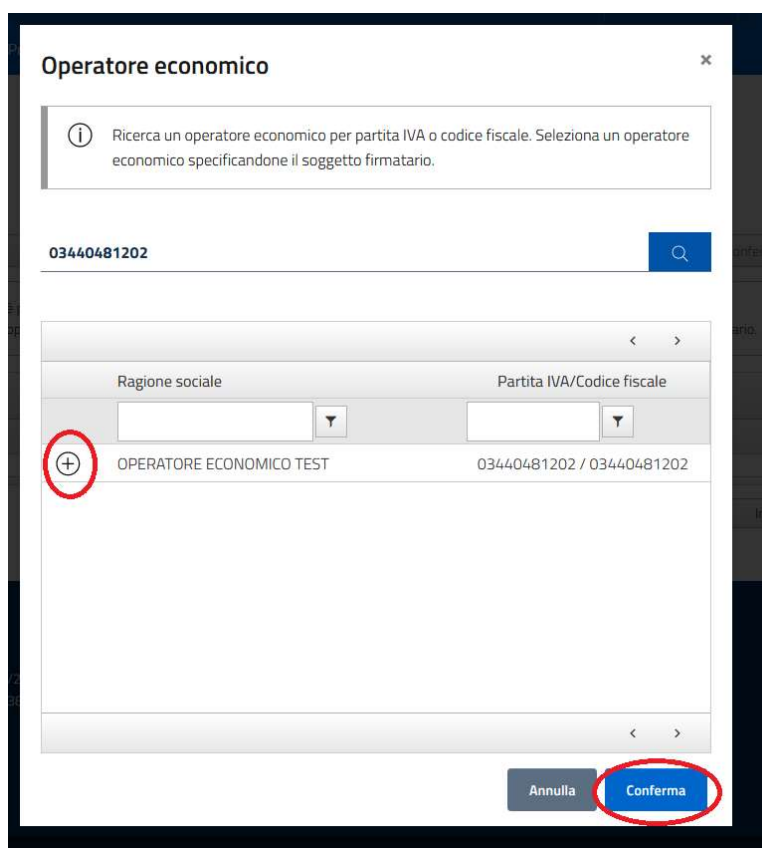 Operatore economico
Ricerca un operatore economico per partita IVA o codice fiscale. Seleziona un operatore
economico specificandone il soggetto firmatario.
03440481202
Ragione sociale Partita IVA/Codice fiscale
OPERATORE ECONOMICO TEST 03440481202 / 03440481202
Annulla Conferma